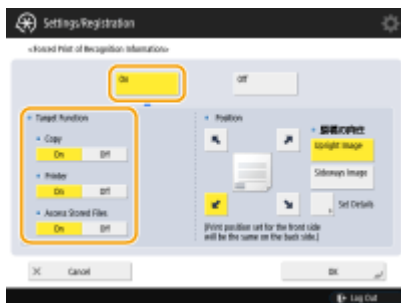 Settings/Registration
<Forced Print of Recognition Information>
On
Off
Target Function
Copy
On Off
Printer
On Off
Access Stored Files
On Off
Position
Upright Image
Sideways Image
Set Details
[Print position set for the front side
will be the same on the back side.]
Cancel
OK
Log Out